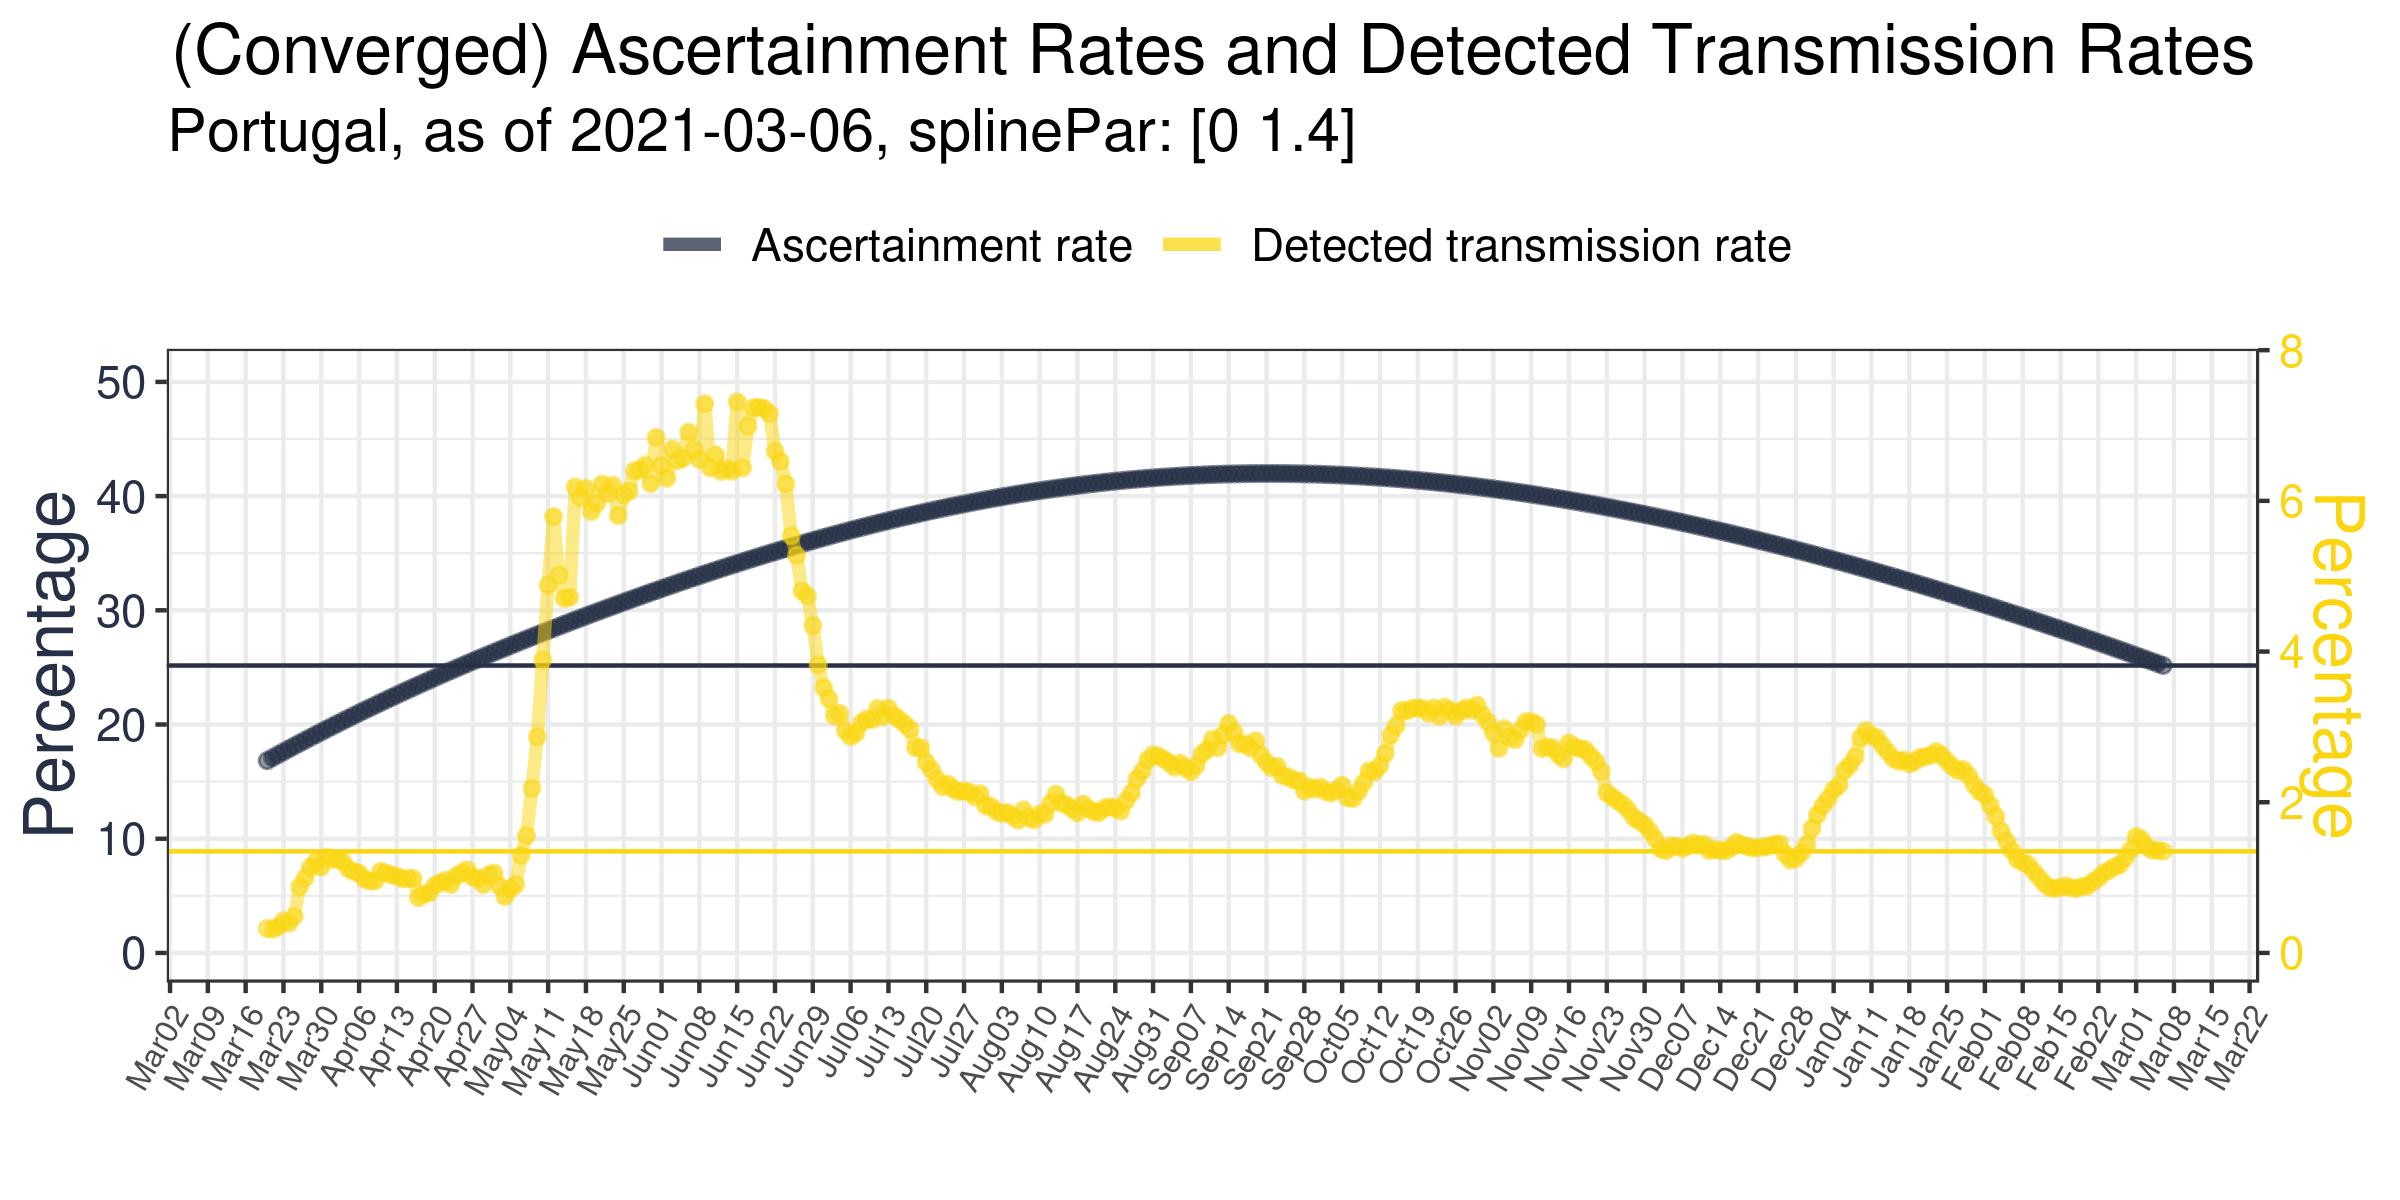 (Converged) Ascertainment Rates and Detected Transmission Rates
Portugal, as of 2021-03-06, splinePar: [0 1.4]
Ascertainment rate
Detected transmission rate
Percentage
50
40
30
20
10
0
8
6
4
2
0
Percentage
Mar02
Mar09
Mar16
Mar23
Mar30
Apr06
Apr13
Apr20
Apr27
May04
May11
May18
May25
Jun01
Jun08
Jun15
Jun22
Jun29
Jul06
Jul13
Jul20
Jul27
Aug03
Aug10
Aug17
Aug24
Aug31
Sep07
Sep14
Sep21
Sep28
Oct05
Oct12
Oct19
Oct26
Nov02
Nov09
Nov16
Nov23
Nov30
Dec07
Dec14
Dec21
Dec28
Jan04
Jan11
Jan18
Jan25
Feb01
Feb08
Feb15
Feb22
Mar01
Mar08
Mar15
Mar22